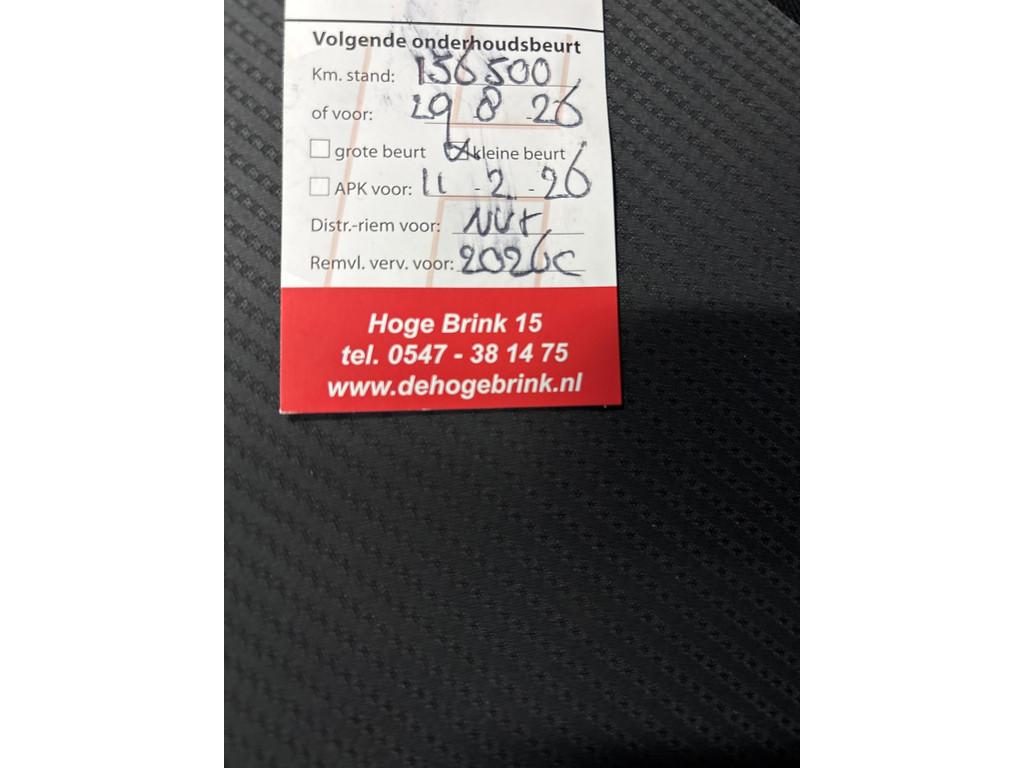 Volgende onderhoudsbeurt
Km. stand: 156500
of voor: 29 8 - 26
grote beurt kleine beurt
APK voor: 11 - 2 - 26
Distr.-riem voor: NVT
Remvl. verv. voor: 2026
Hoge Brink 15
tel. 0547 - 38 14 75
www.dehogebrink.nl